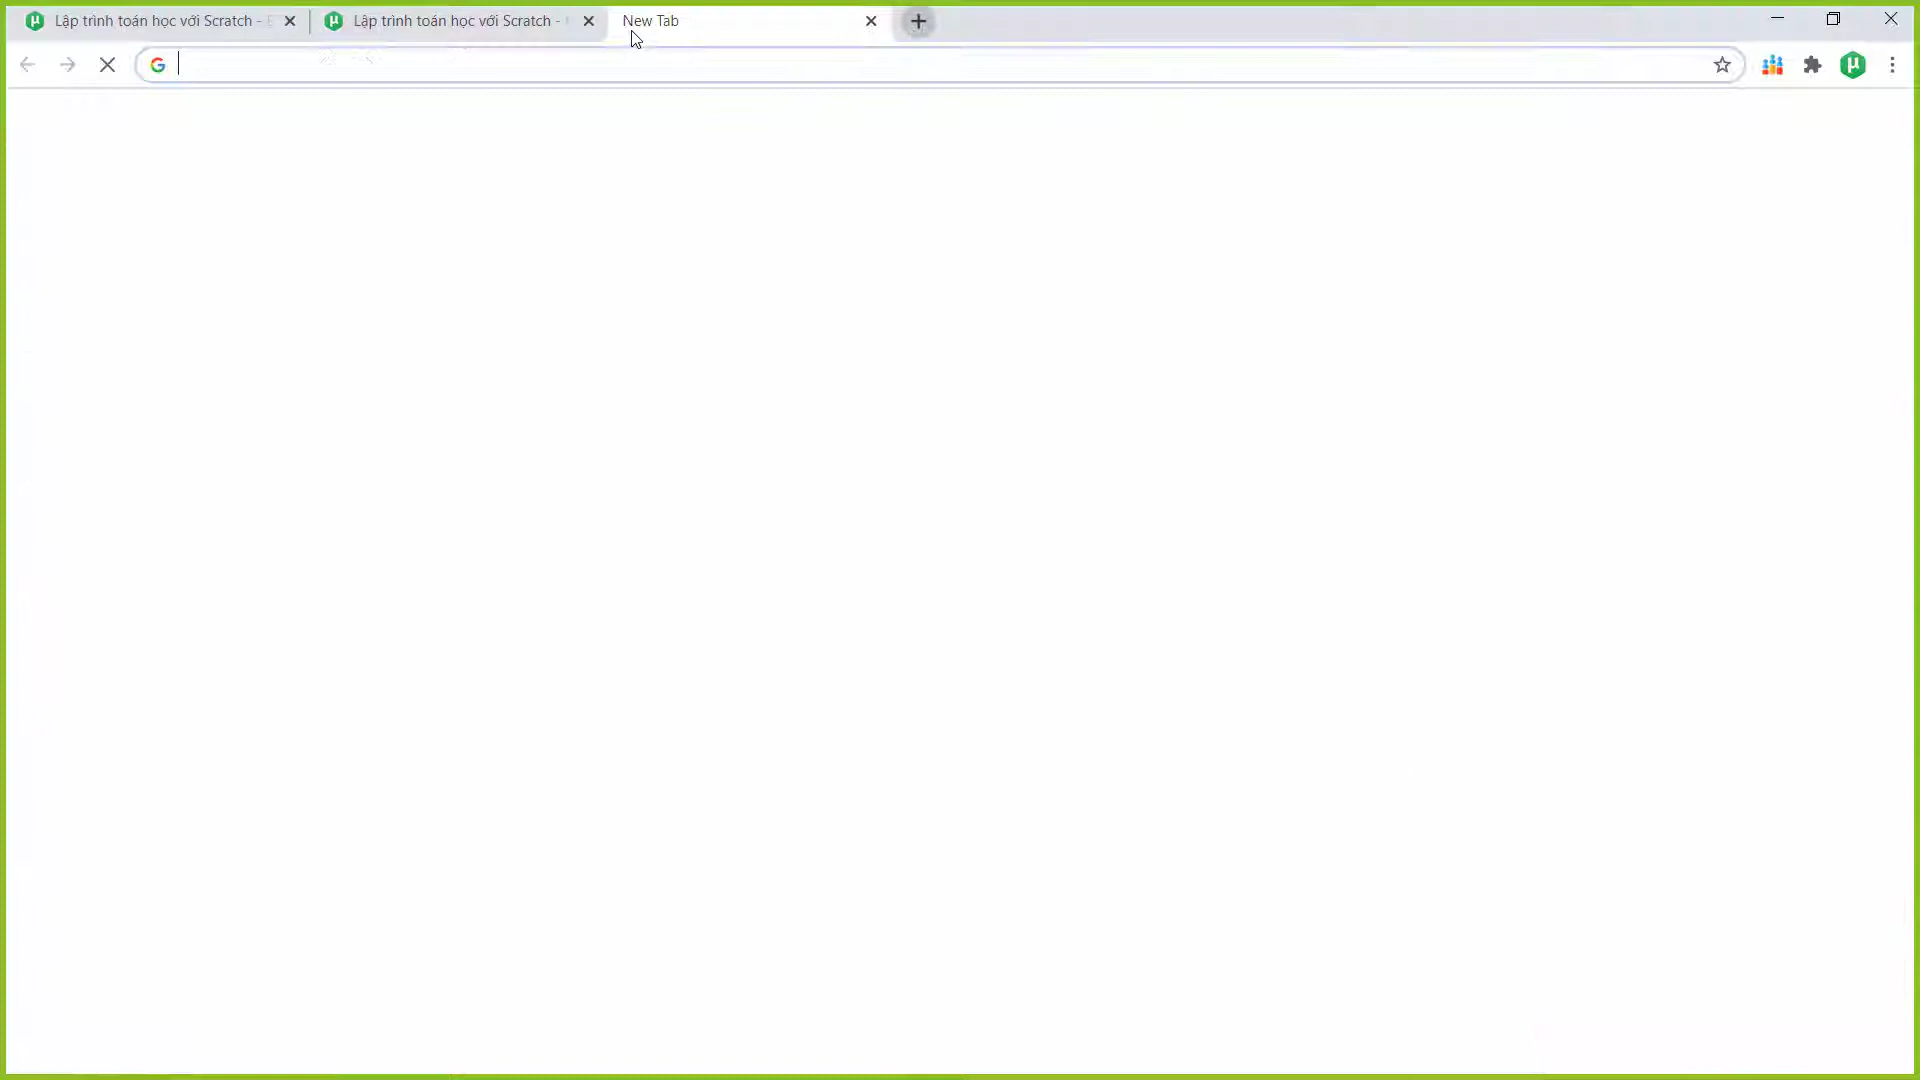 Lập trình toán học với Scratch -
Lập trình toán học với Scratch -
New Tab